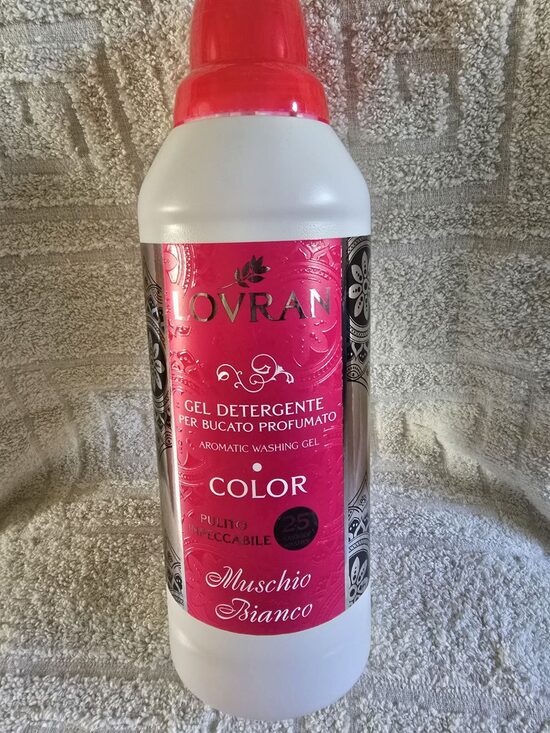 LOVRAN
GEL DETERGENTE
PER BUCATO PROFUMATO
AROMATIC WASHING GEL
COLOR
PULITO
IMPECCABILE
25
Muschio
Bianco